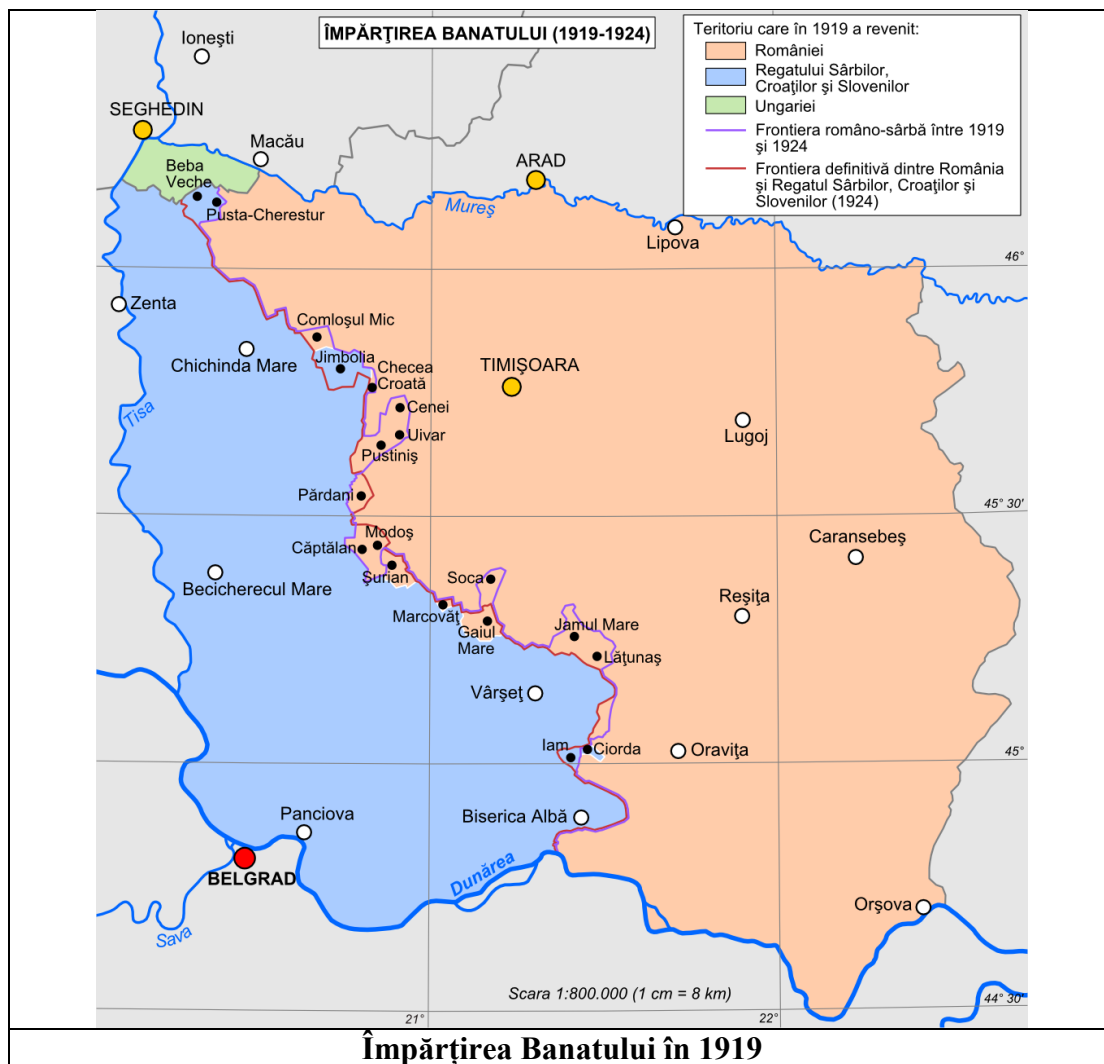 ÎMPĂRŢIREA BANATULUI (1919-1924)
Teritoriu care în 1919 a revenit:
României
Regatului Sârbilor,
Croaţilor şi Slovenilor
Ungariei
Frontiera româno-sârbă între 1919
şi 1924
Frontiera definitivă dintre România
şi Regatul Sârbilor, Croaţilor şi
Slovenilor (1924)
Ioneşti
SEGHEDIN
Macău
Beba
Veche
Pusta-Cherestur
ARAD
Mureş
Lipova
46°
Zenta
Comloşul Mic
Chichinda Mare
Jimbolia
Checea
Croată
TIMIŞOARA
Tisa
Cenei
Lugoj
Uivar
Pustiniş
Părdani
45° 30'
Modoş
Căptălan
Caransebeş
Şurian
Soca
Becicherecul Mare
Reşiţa
Marcovăţ
Gaiul
Mare
Jamul Mare
Lăţunaş
Vârşeţ
Iam
Ciorda
Oraviţa
45°
Panciova
Biserica Albă
BELGRAD
Dunărea
Orşova
Sava
Scara 1:800.000 (1 cm = 8 km)
44° 30'
21°
22°
Împărțirea Banatului în 1919